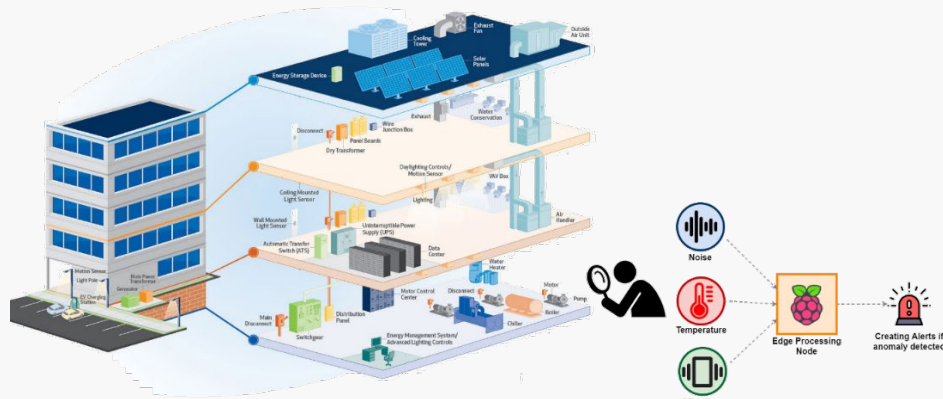 Exhaust
Fan
Outside
Air Unit
Cooling
Tower
Solar
Panels
Energy Storage Device
Exhaust
Water
Conservation
Disconnect
Wire
Junction Box
Panel Boards
Dry Transformer
Daylighting Controls/
Motion Sensor
Ceiling Mounted
Light Sensor
Lighting
VAV Box
Wall Mounted
Light Sensor
Uninterruptible Power
Supply (UPS)
Air
Handler
Automatic Transfer
Switch (ATS)
Data
Center
Water
Heater
Motion Sensor
Light Pole
Main Power
Transformer
Generator
EV Charging
Station
Motor Control
Center
Disconnect
Motor
Pump
Boiler
Chiller
Main
Disconnect
Distribution
Panel
Switchgear
Energy Management System/
Advanced Lighting Controls
Noise
Temperature
Edge Processing
Node
Creating Alerts if
anomaly detected